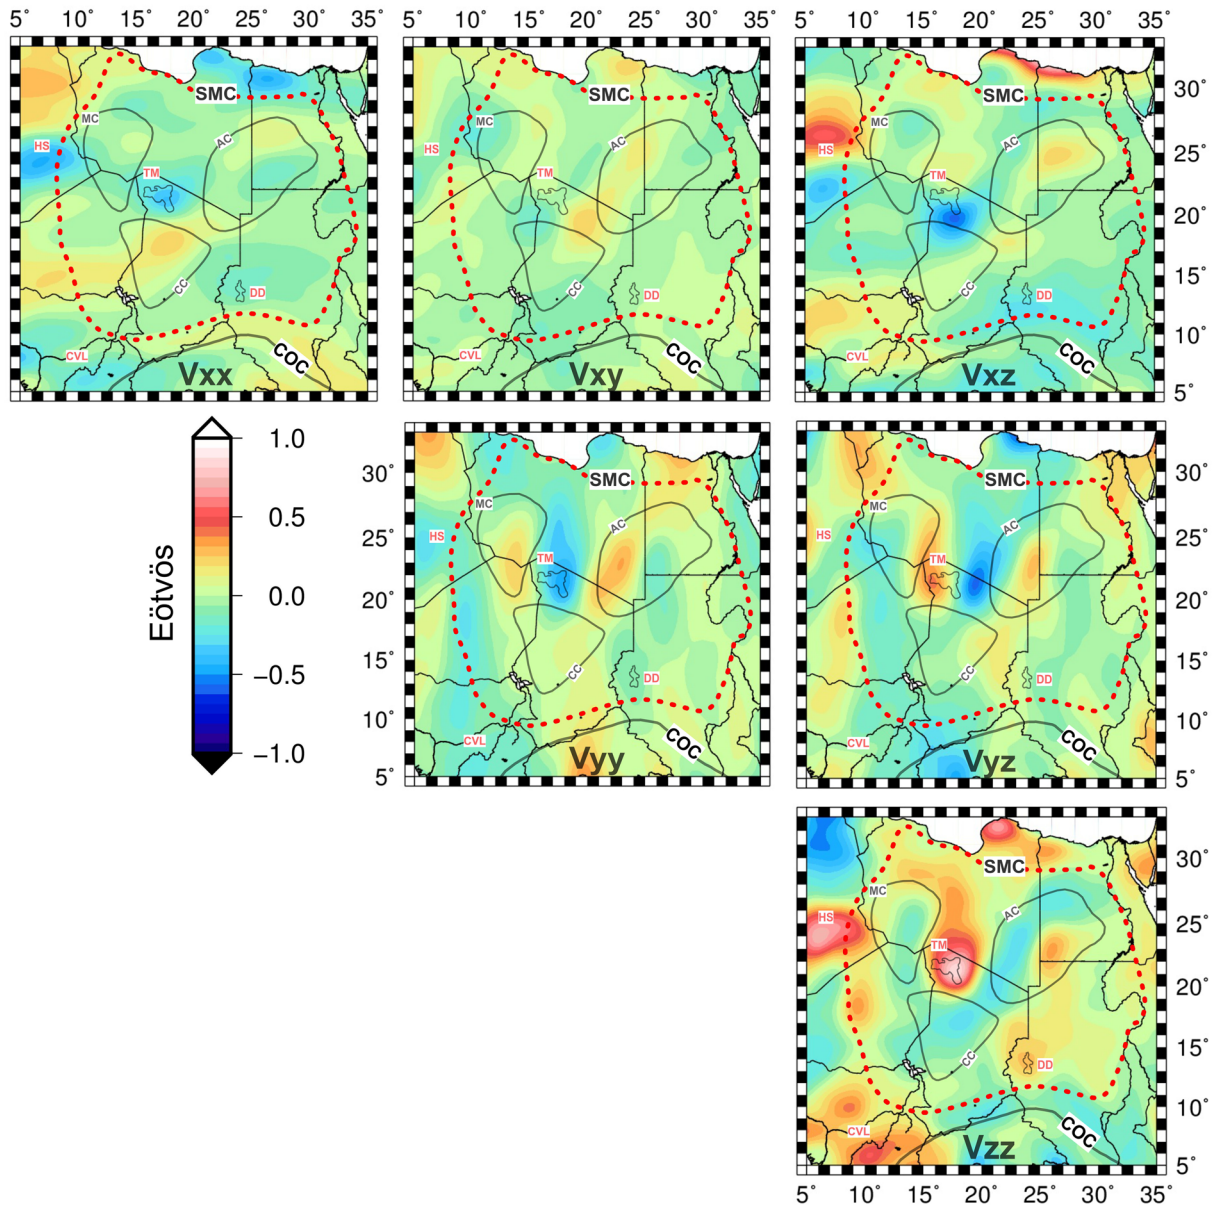 5° 10° 15° 20° 25° 30° 35° 5° 10° 15° 20° 25° 30° 35° 5° 10° 15° 20° 25° 30° 35°
SMC SMC SMC 30°
MC AC MC AC MC AC
HS HS HS 25°
TM TM TM
20°
15°
CC DD CC DD CC DD
10°
CVL COC CVL COC CVL COC
Vxx Vxy Vxz 5°
1.0
0.5
0.0
−0.5
−1.0
Eötvös
30° SMC SMC 30°
MC AC MC AC
25° HS HS 25°
TM TM
20° 20°
15° CC DD CC DD 15°
10° 10°
CVL COC CVL COC
5° Vyy Vyz 5°
SMC 30°
MC AC
HS 25°
TM
20°
15°
CC DD
10°
CVL COC
Vzz 5°
5° 10° 15° 20° 25° 30° 35°